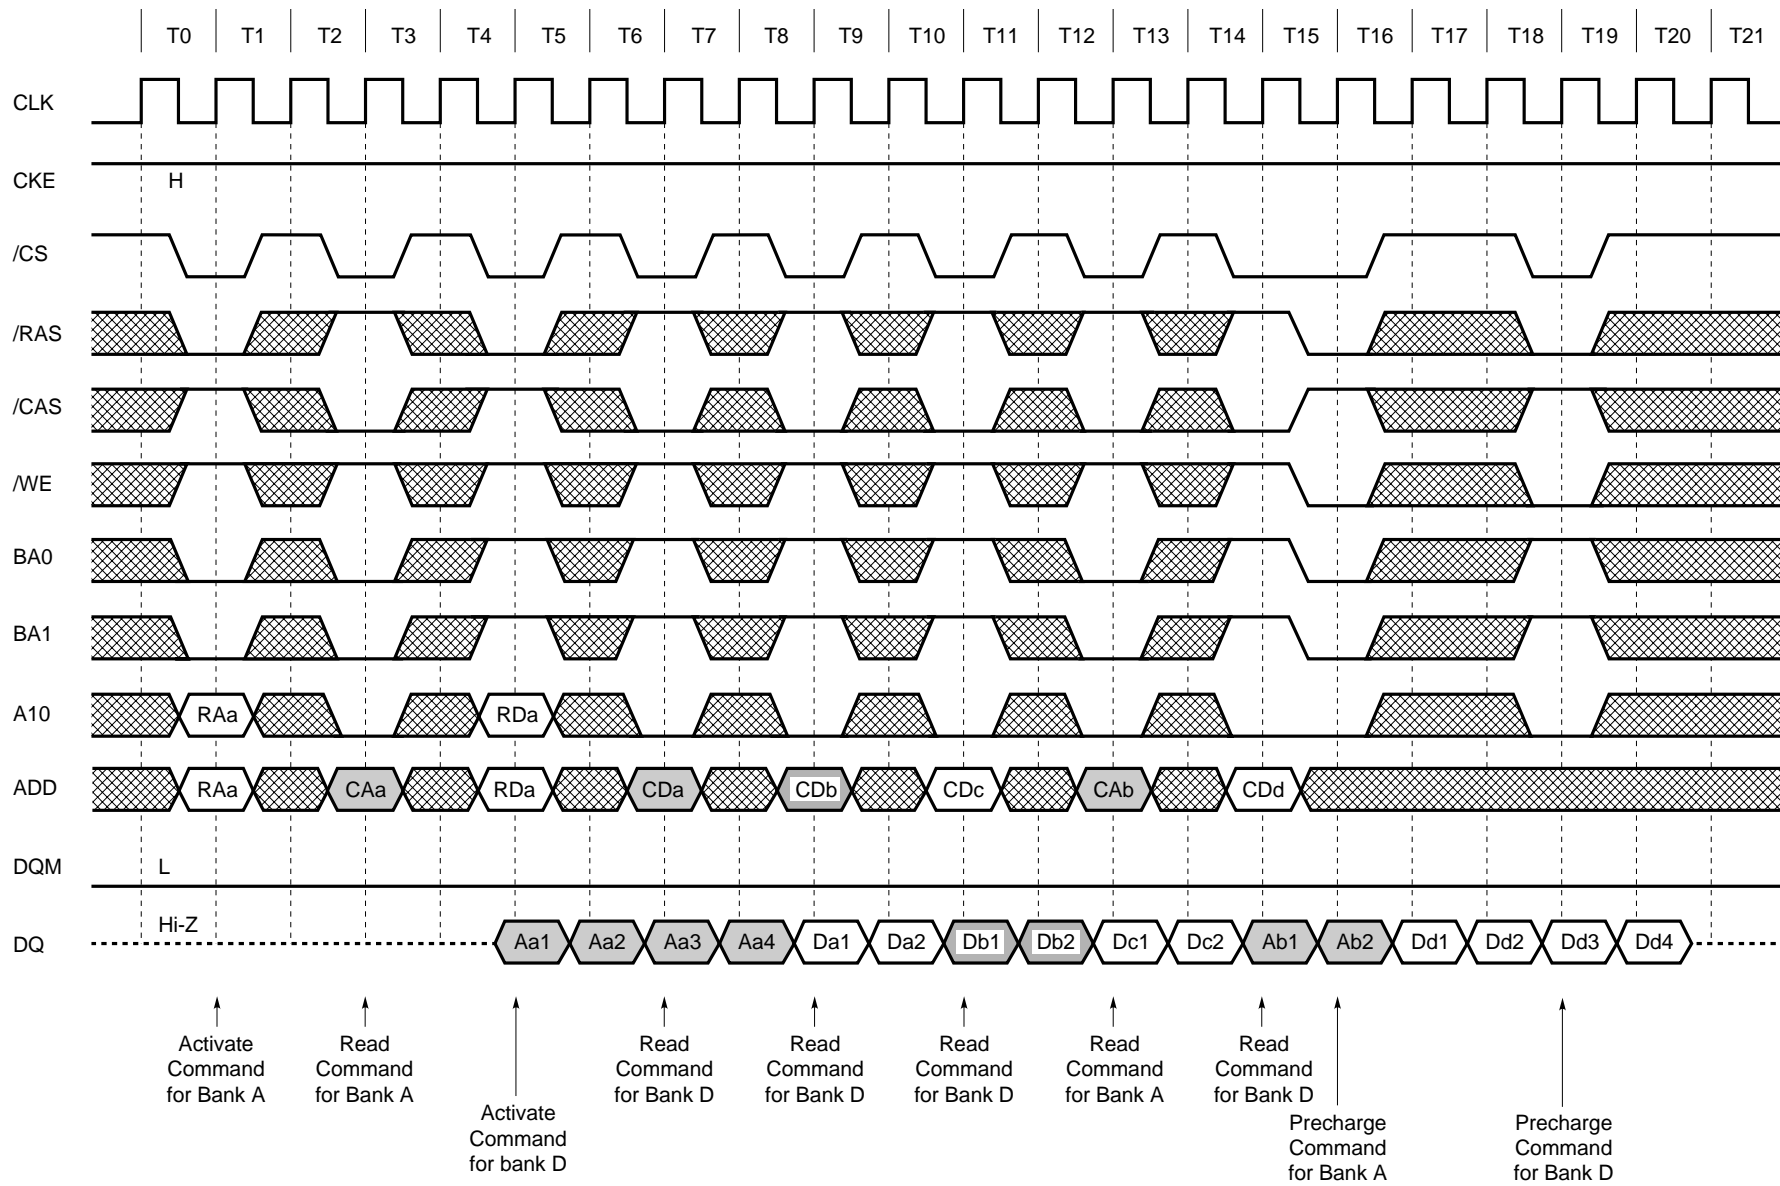 T0 T1 T2 T3 T4 T5 T6 T7 T8 T9 T10 T11 T12 T13 T14 T15 T16 T17 T18 T19 T20 T21
CLK
CKE H
/CS
/RAS
/CAS
/WE
BA0
BA1
A10 RAa RDa
ADD RAa CAa RDa CDa CDb CDc CAb CDd
DQM L
Hi-Z
DQ Aa1 Aa2 Aa3 Aa4 Da1 Da2 Db1 Db2 Dc1 Dc2 Ab1 Ab2 Dd1 Dd2 Dd3 Dd4
Activate
Command
for Bank A
Read
Command
for Bank A
Activate
Command
for bank D
Read
Command
for Bank D
Read
Command
for Bank D
Read
Command
for Bank D
Read
Command
for Bank A
Read
Command
for Bank D
Precharge
Command
for Bank A
Precharge
Command
for Bank D